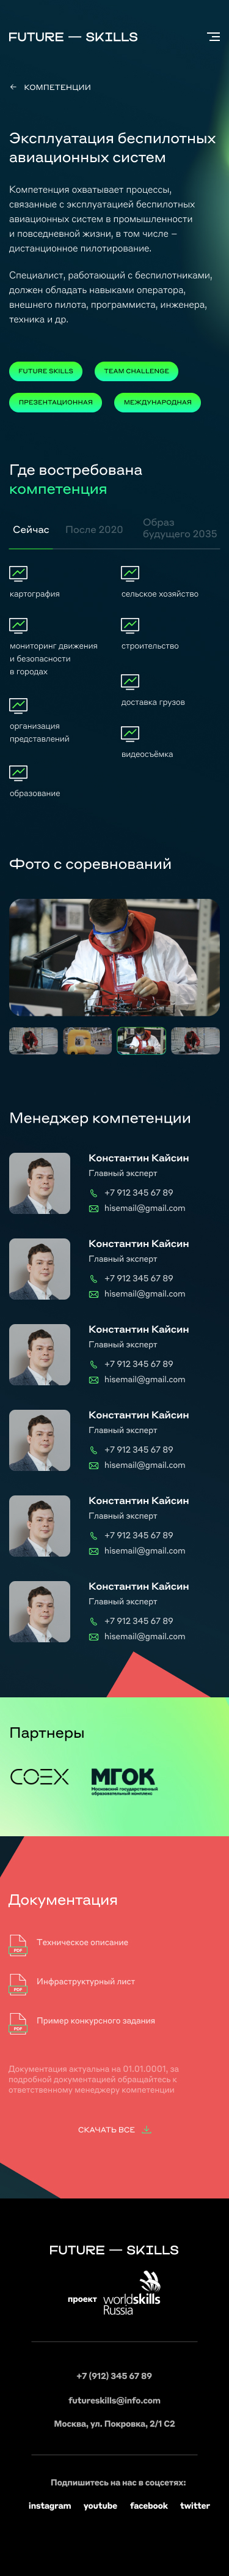 FUTURE — SKILLS
← КОМПЕТЕНЦИИ
Эксплуатация беспилотных
авиационных систем
Компетенция охватывает процессы,
связанные с эксплуатацией беспилотных
авиационных систем в промышленности
и повседневной жизни, в том числе –
дистанционное пилотирование.
Специалист, работающий с беспилотниками,
должен обладать навыками оператора,
внешнего пилота, программиста, инженера,
техника и др.
FUTURE SKILLS
TEAM CHALLENGE
ПРЕЗЕНТАЦИОННАЯ
МЕЖДУНАРОДНАЯ
Где востребована
компетенция
Сейчас
После 2020
Образ
будущего 2035
картография
сельское хозяйство
мониторинг движения
и безопасности
в городах
строительство
доставка грузов
организация
представлений
видеосъёмка
образование
Фото с соревнований
Менеджер компетенции
Константин Кайсин
Главный эксперт
+7 912 345 67 89
hisemail@gmail.com
Константин Кайсин
Главный эксперт
+7 912 345 67 89
hisemail@gmail.com
Константин Кайсин
Главный эксперт
+7 912 345 67 89
hisemail@gmail.com
Константин Кайсин
Главный эксперт
+7 912 345 67 89
hisemail@gmail.com
Константин Кайсин
Главный эксперт
+7 912 345 67 89
hisemail@gmail.com
Константин Кайсин
Главный эксперт
+7 912 345 67 89
hisemail@gmail.com
Партнеры
COEX
МГОК
Московский государственный
образовательный комплекс
Документация
PDF
Техническое описание
PDF
Инфраструктурный лист
PDF
Пример конкурсного задания
Документация актуальна на 01.01.0001, за
подробной документацией обращайтесь к
ответственному менеджеру компетенции
СКАЧАТЬ ВСЕ
FUTURE — SKILLS
проект
worldskills
Russia
+7 (912) 345 67 89
futureskills@info.com
Москва, ул. Покровка, 2/1 С2
Подпишитесь на нас в соцсетях:
instagram
youtube
facebook
twitter